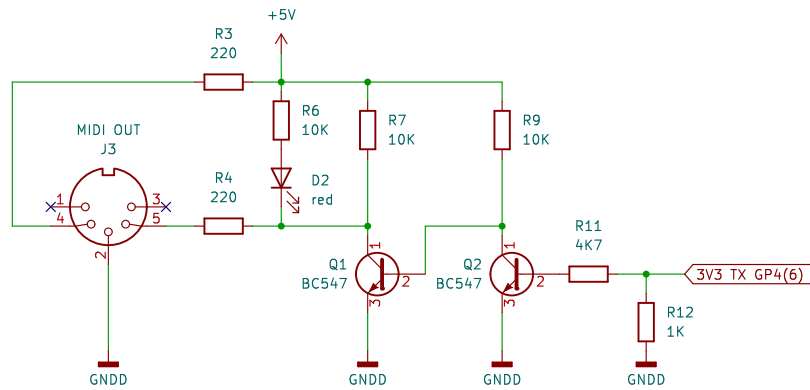 +5V
R3
220
R6
10K
R7
10K
R9
10K
MIDI OUT
J3
1
3
4
5
2
R4
220
D2
red
Q1
BC547
1
2
3
Q2
BC547
1
2
3
R11
4K7
3V3 TX GP4(6)
R12
1K
GNDD
GNDD
GNDD
GNDD